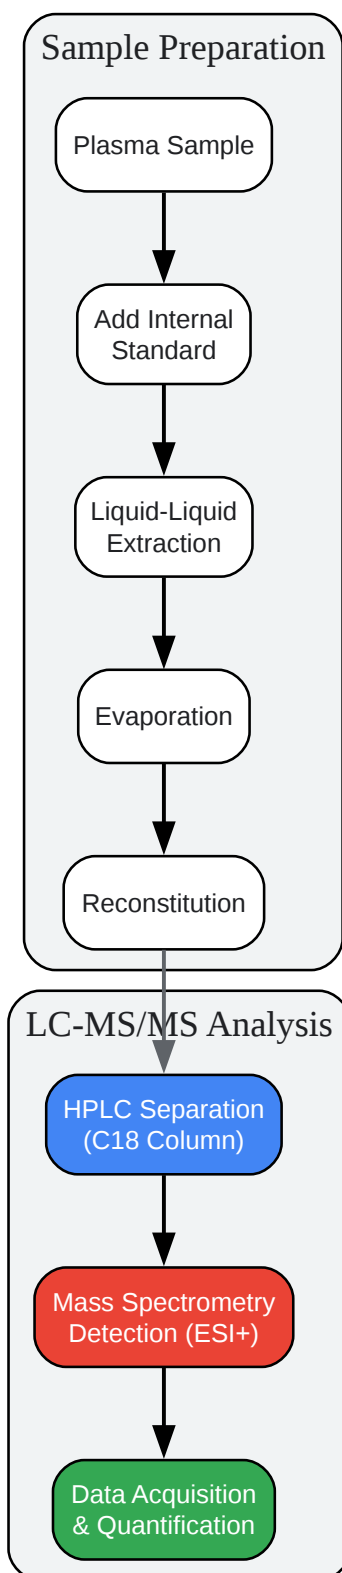 Sample Preparation
Plasma Sample
Add Internal
Standard
Liquid-Liquid
Extraction
Evaporation
Reconstitution
LC-MS/MS Analysis
HPLC Separation
(C18 Column)
Mass Spectrometry
Detection (ESI+)
Data Acquisition
& Quantification